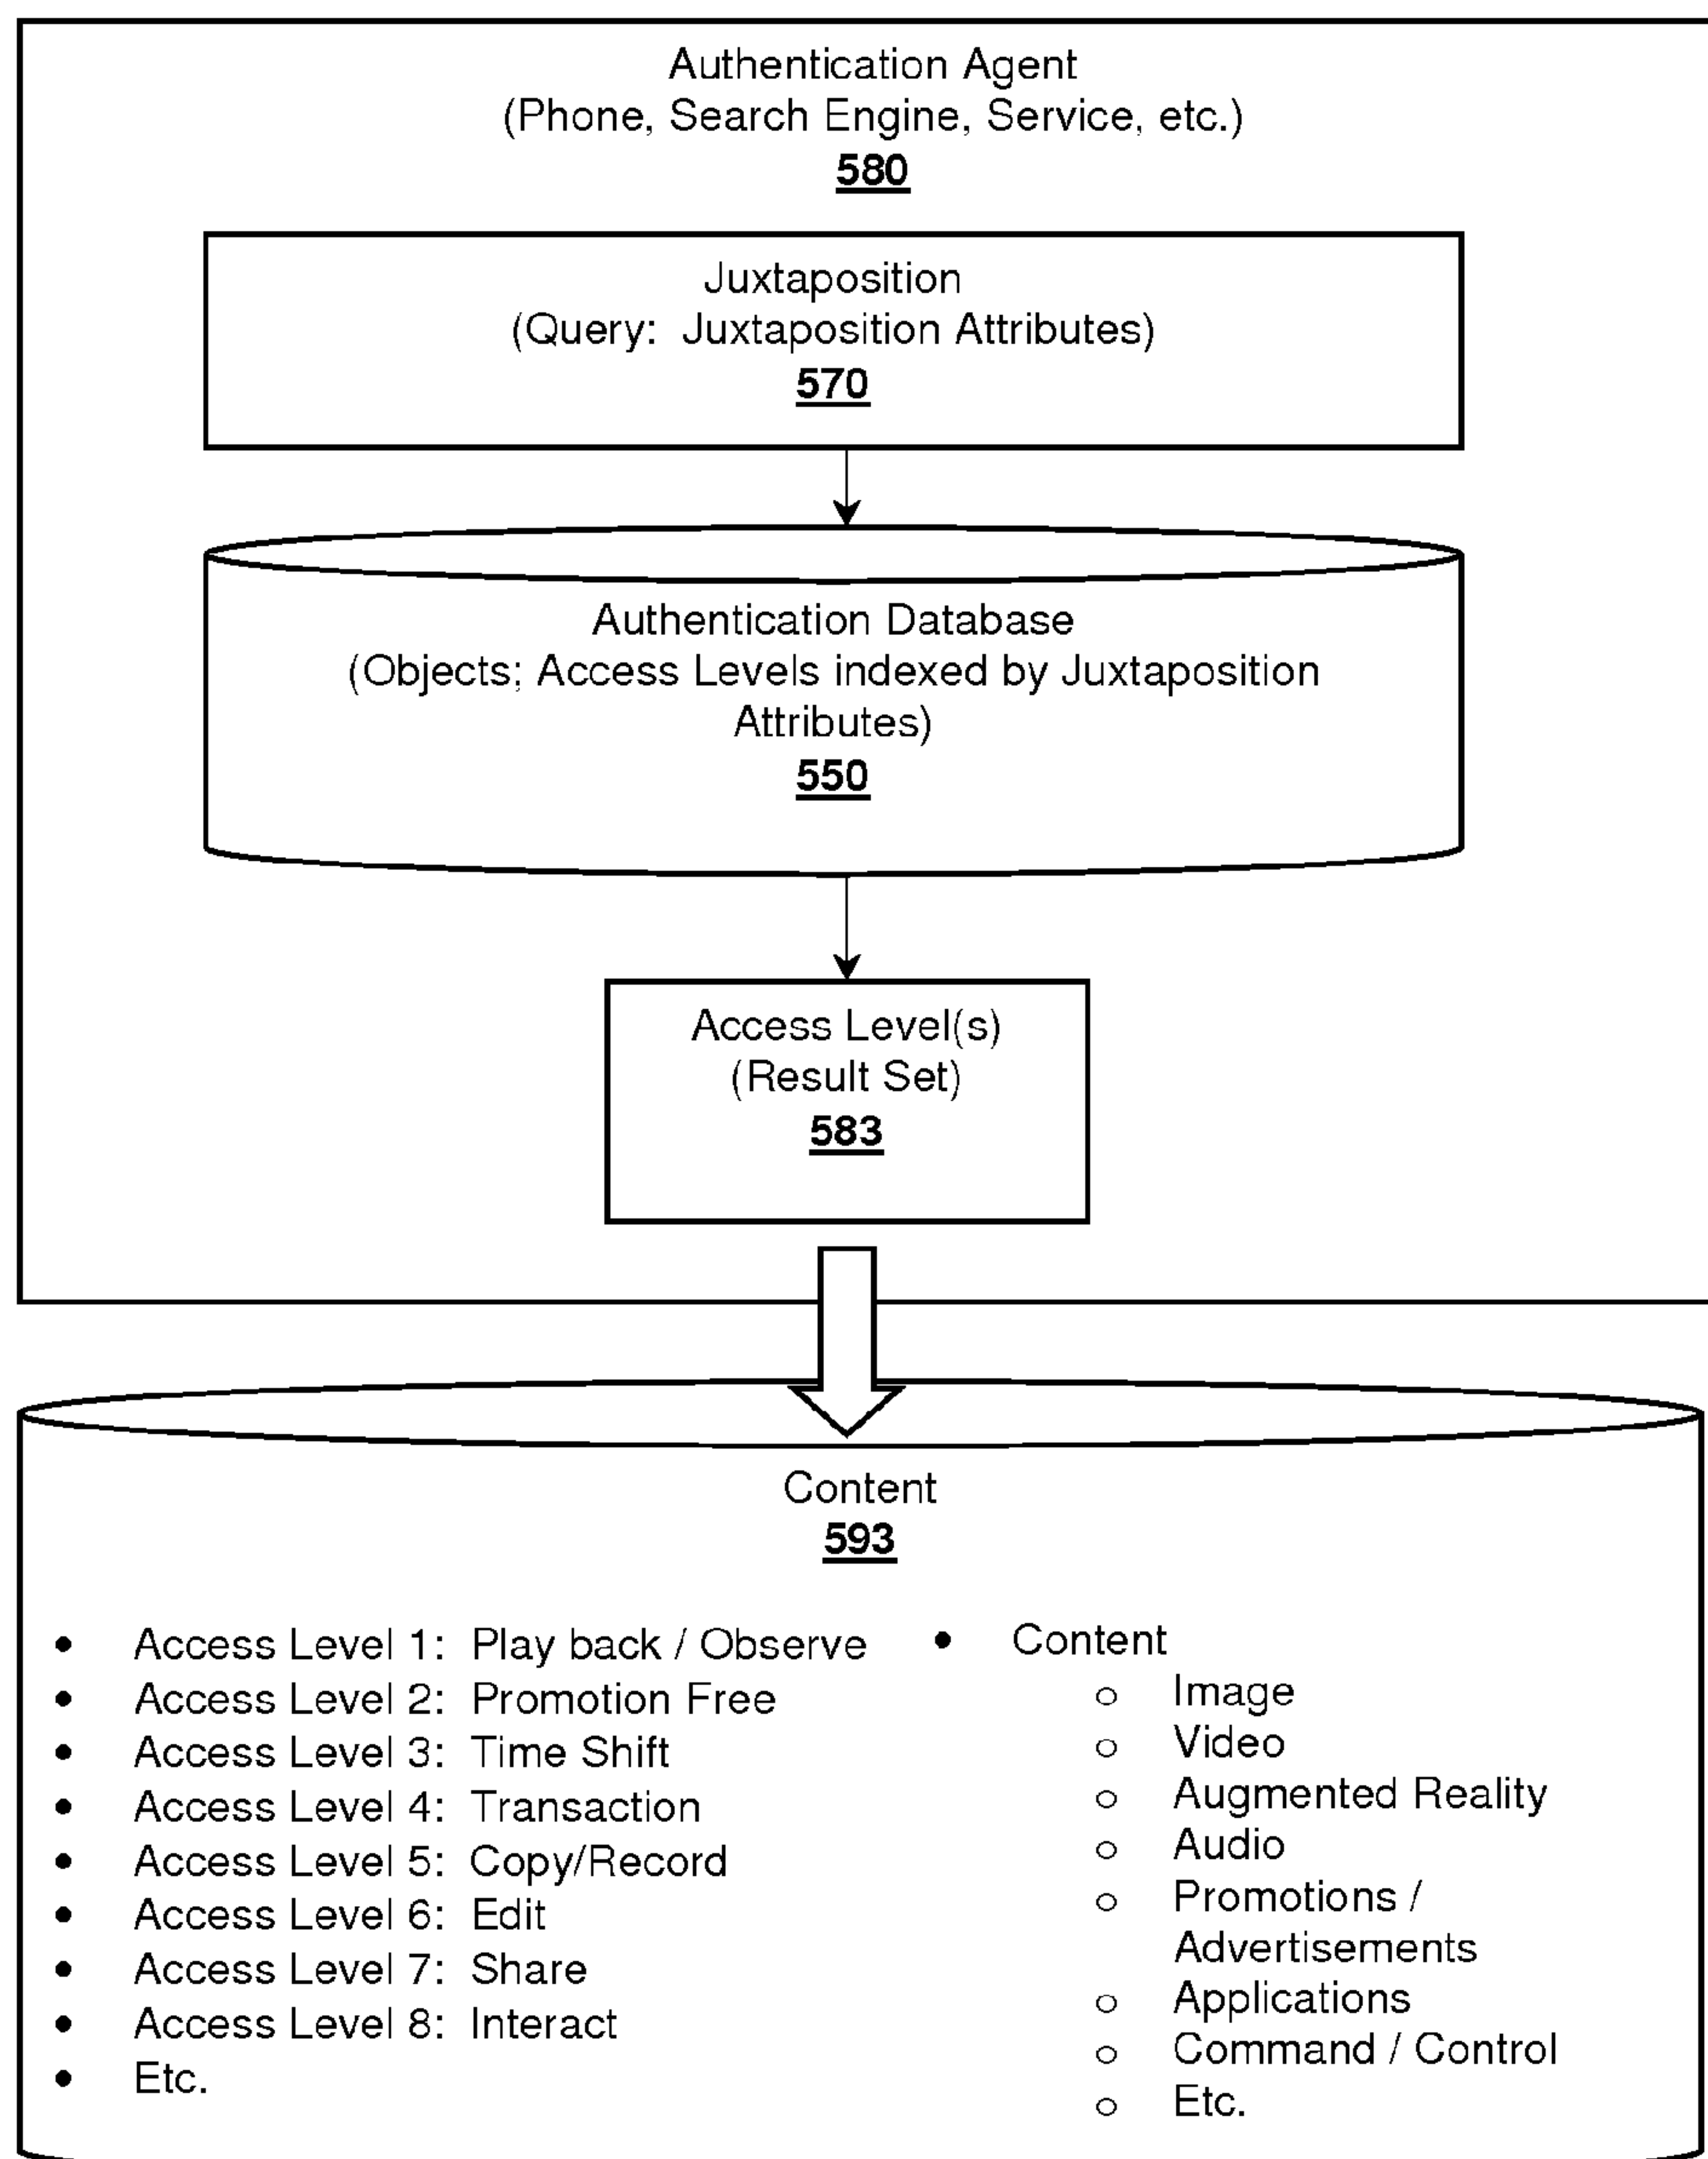 Authentication Agent
(Phone, Search Engine, Service, etc.)
580
Juxtaposition
(Query: Juxtaposition Attributes)
570
Authentication Database
(Objects; Access Levels indexed by Juxtaposition
Attributes)
550
Access Level(s)
(Result Set)
583
Content
593
• Access Level 1: Play back / Observe
• Access Level 2: Promotion Free
• Access Level 3: Time Shift
• Access Level 4: Transaction
• Access Level 5: Copy/Record
• Access Level 6: Edit
• Access Level 7: Share
• Access Level 8: Interact
• Etc.
• Content
o Image
o Video
o Augmented Reality
o Audio
o Promotions /
Advertisements
o Applications
o Command / Control
o Etc.